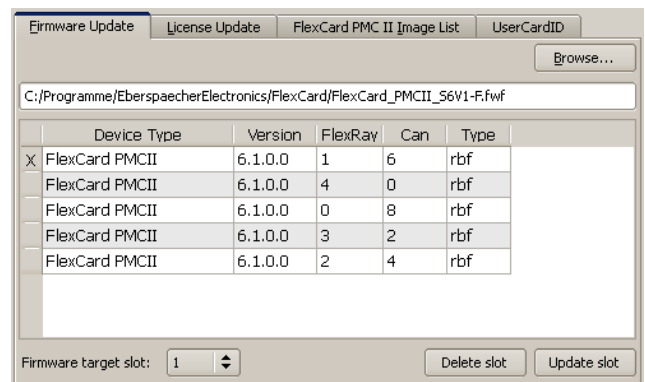 Firmware Update License Update FlexCard PMC II Image List UserCardID
Browse...
C:/Programme/EberspaecherElectronics/FlexCard/FlexCard_PMCII_S6V1-F.fwf
Device Type Version FlexRay Can Type
X FlexCard PMCII 6.1.0.0 1 6 rbf
FlexCard PMCII 6.1.0.0 4 0 rbf
FlexCard PMCII 6.1.0.0 0 8 rbf
FlexCard PMCII 6.1.0.0 3 2 rbf
FlexCard PMCII 6.1.0.0 2 4 rbf
Firmware target slot: 1 Delete slot Update slot